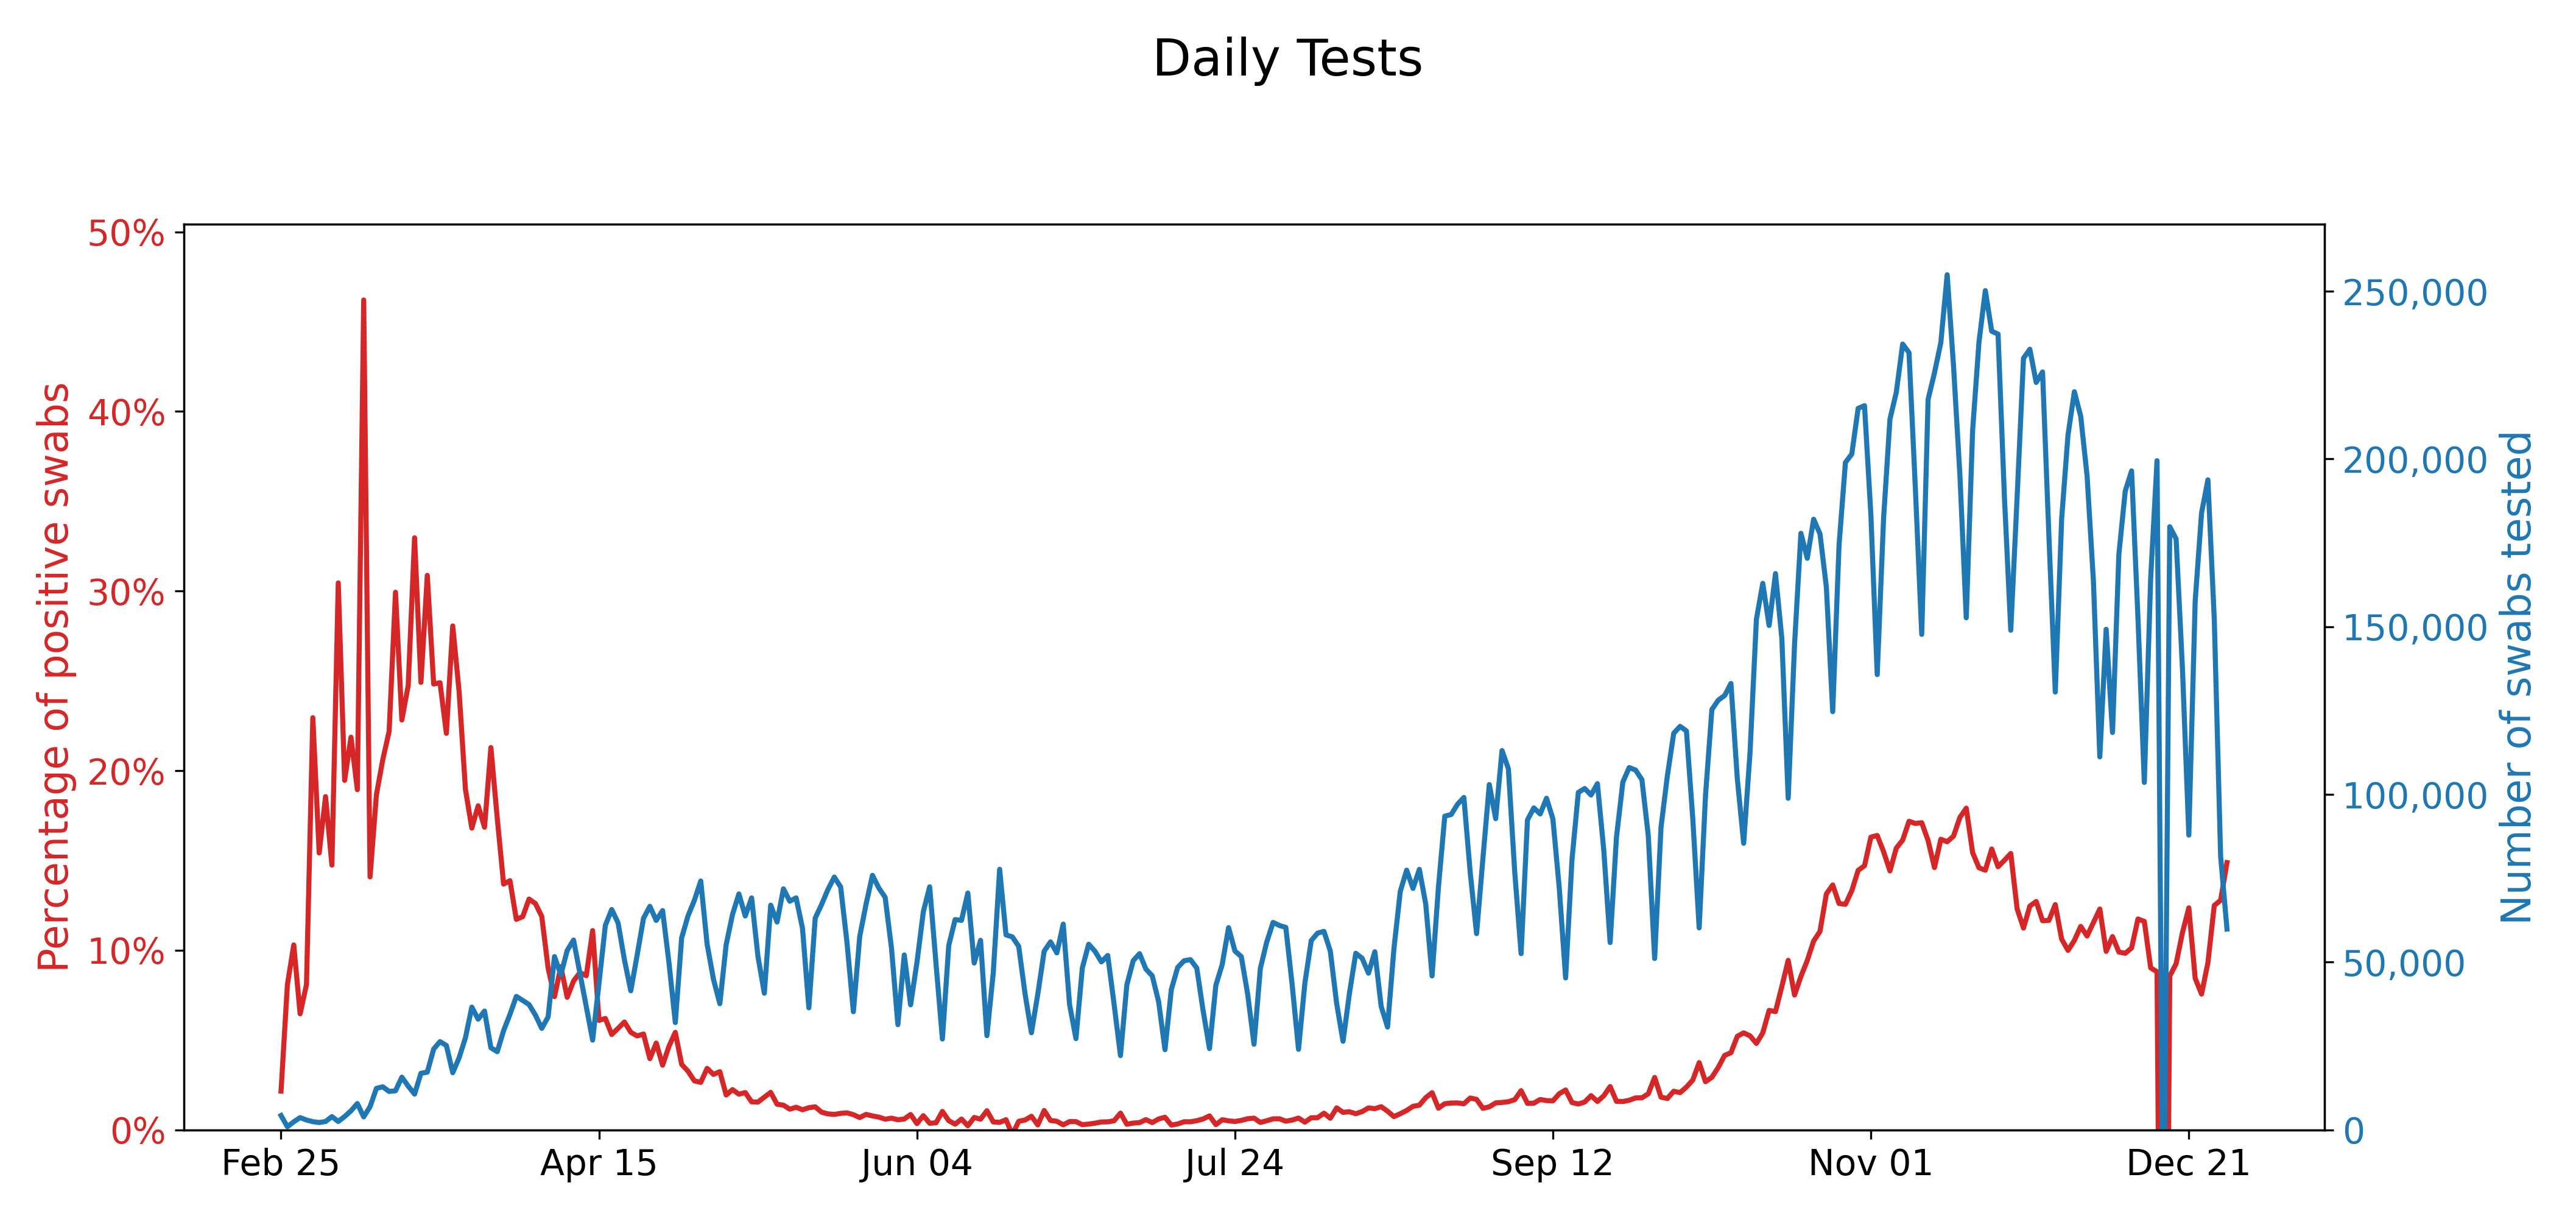 Daily Tests
Percentage of positive swabs
50%
40%
30%
20%
10%
0%
250,000
200,000
150,000
100,000
50,000
0
Number of swabs tested
Feb 25
Apr 15
Jun 04
Jul 24
Sep 12
Nov 01
Dec 21